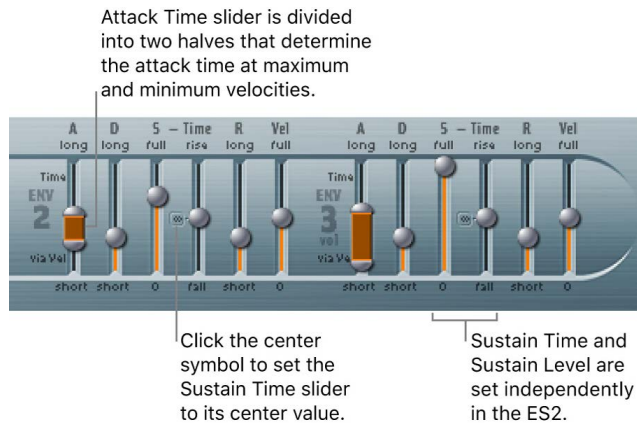 Attack Time slider is divided
into two halves that determine
the attack time at maximum
and minimum velocities.
A D S – Time R Vel A D S – Time R Vel
long long full rise long full long long full rise long full
Time Time
ENV ENV
2 3
vol
via Vel via Ve
short short 0 fall short 0 short short 0 fall short 0
Click the center
symbol to set the
Sustain Time slider
to its center value.
Sustain Time and
Sustain Level are
set independently
in the ES2.